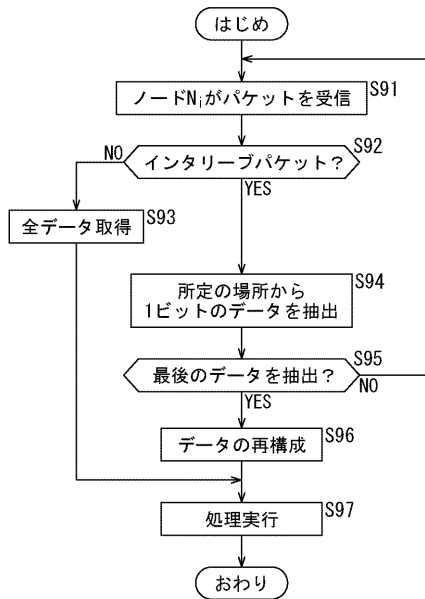 はじめ
ノードNiがパケットを受信
S91
インタリーブパケット?
S92
NO
YES
全データ取得
S93
所定の場所から
1ビットのデータを抽出
S94
最後のデータを抽出?
S95
NO
YES
データの再構成
S96
処理実行
S97
おわり